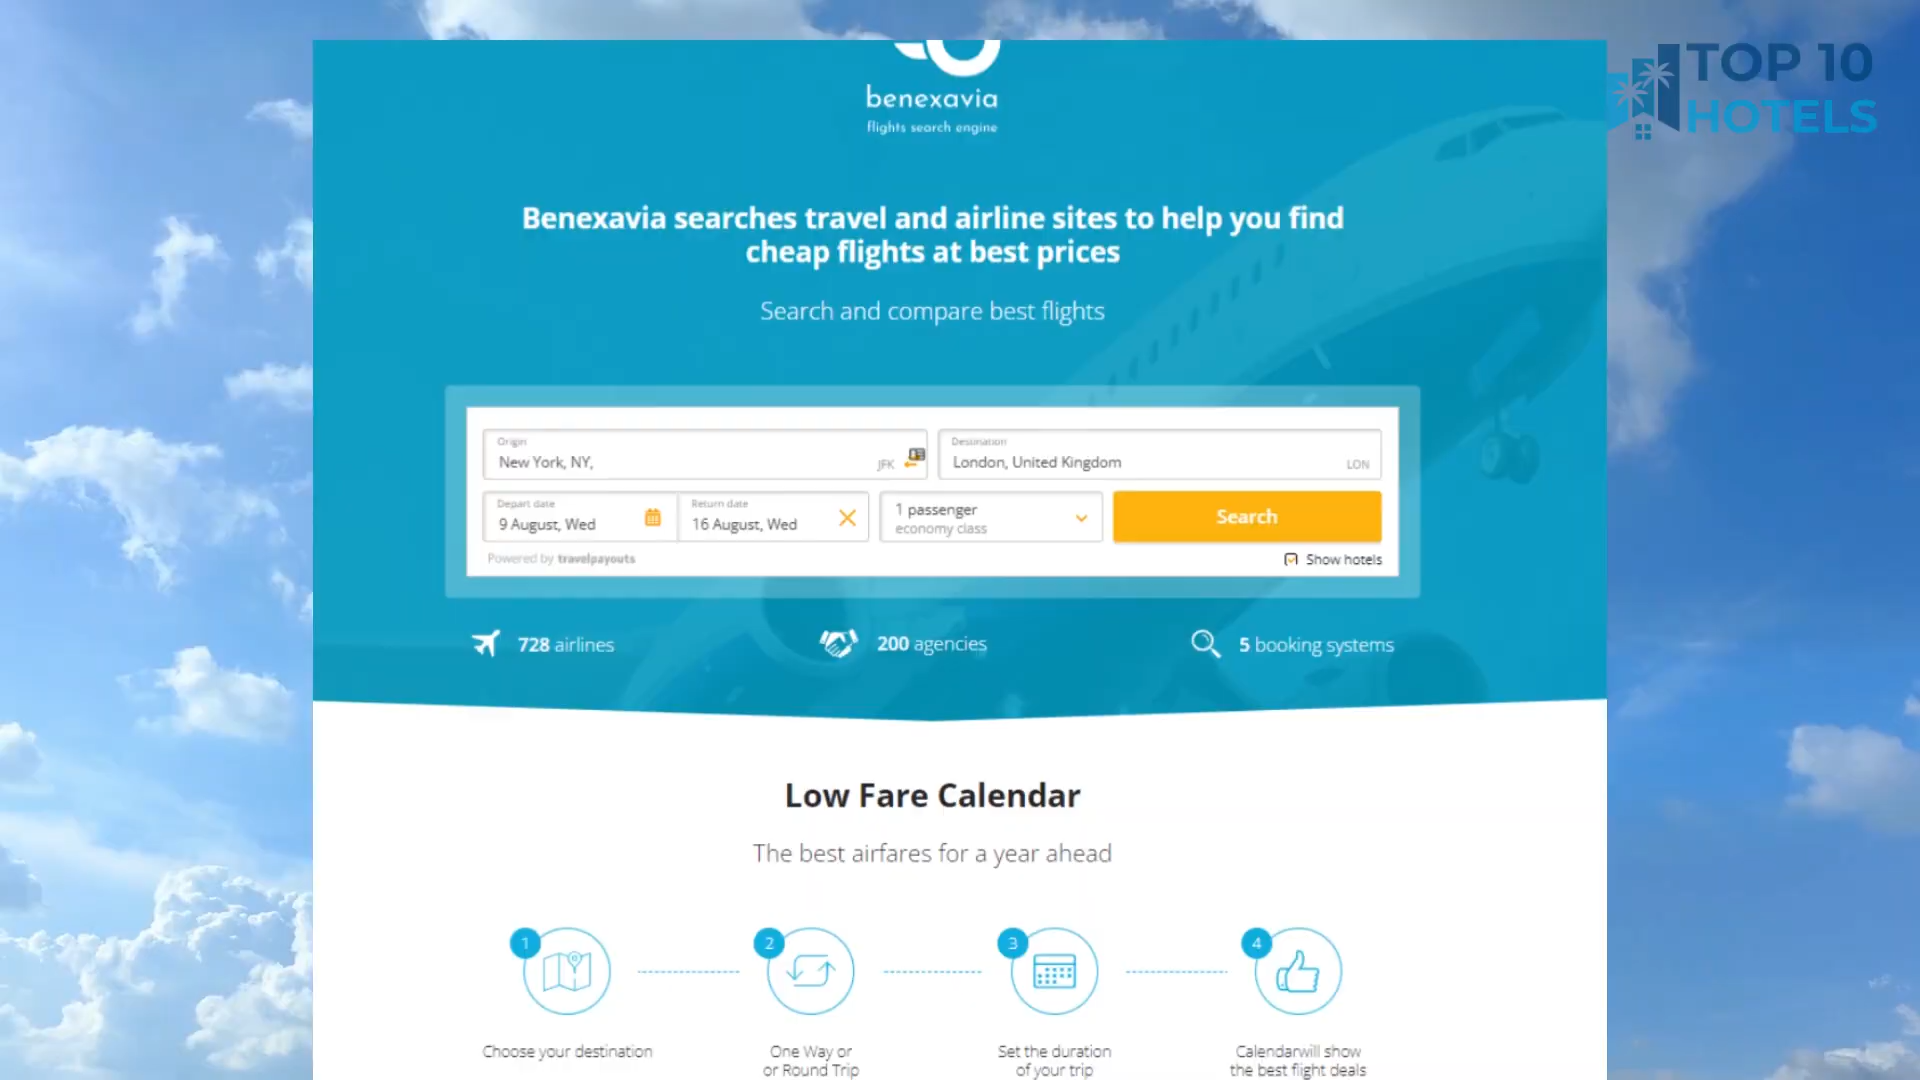 TOP 10
HOTELS
benexavia
flights search engine
Benexavia searches travel and airline sites to help you find
cheap flights at best prices
Search and compare best flights
Origin
New York, NY,
JFK
Destination
London, United Kingdom
LON
Depart date
9 August, Wed
Return date
16 August, Wed
1 passenger
economy class
Search
Powered by travelpayouts
Show hotels
728 airlines
200 agencies
5 booking systems
Low Fare Calendar
The best airfares for a year ahead
1
2
3
4
Choose your destination
One Way or
or Round Trip
Set the duration
of your trip
Calendarwill show
the best flight deals